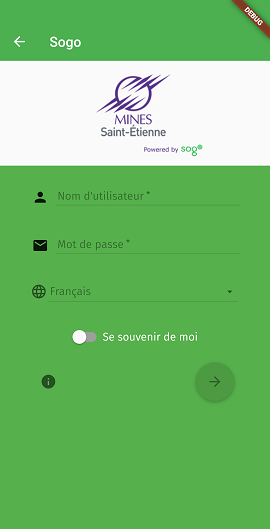 DEBUG
Sogo
MINES
Saint-Étienne
Powered by sogo
Nom d'utilisateur *
Mot de passe *
Français
Se souvenir de moi